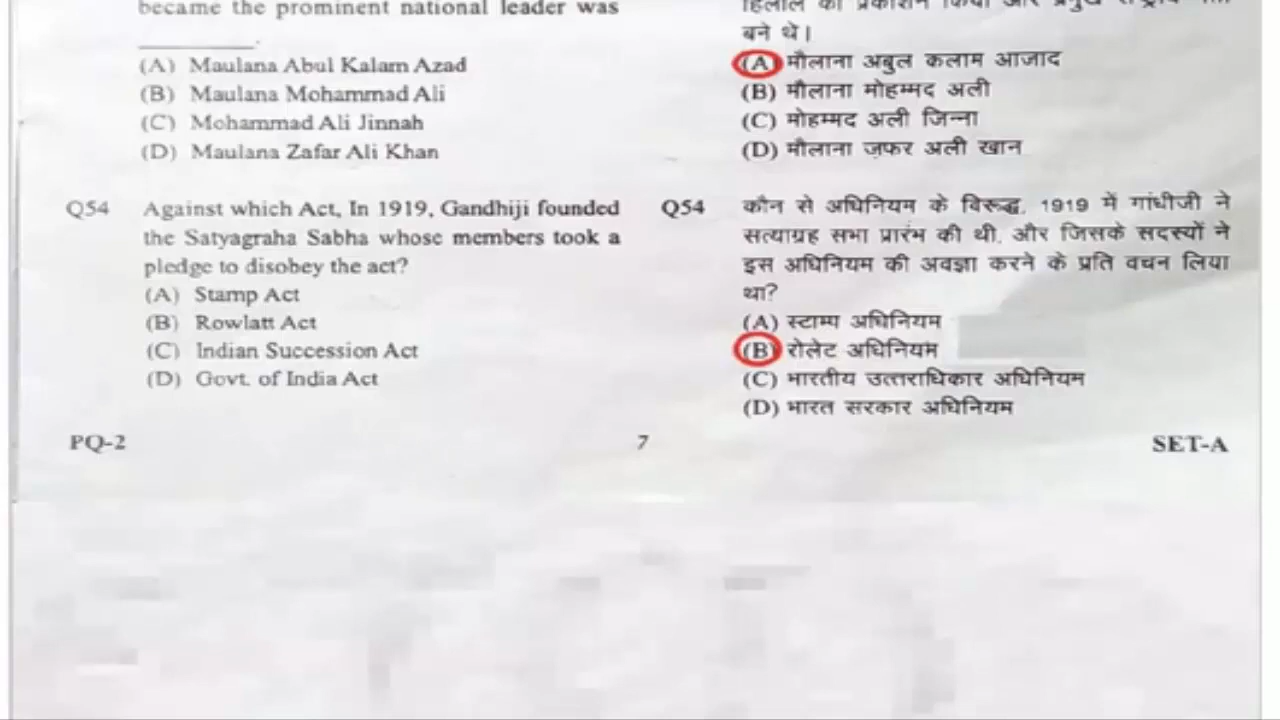 became the prominent national leader was
____________.
(A) Maulana Abul Kalam Azad
(B) Maulana Mohammad Ali
(C) Mohammad Ali Jinnah
(D) Maulana Zafar Ali Khan
Q54 Against which Act, In 1919, Gandhiji founded
the Satyagraha Sabha whose members took a
pledge to disobey the act?
(A) Stamp Act
(B) Rowlatt Act
(C) Indian Succession Act
(D) Govt. of India Act
बने थे।
(A) मौलाना अबुल कलाम आजाद
(B) मौलाना मोहम्मद अली
(C) मोहम्मद अली जिन्ना
(D) मौलाना ज़फर अली खान
Q54 कौन से अधिनियम के विरूद्ध, 1919 में गांधीजी ने
सत्याग्रह सभा प्रारंभ की थी, और जिसके सदस्यों ने
इस अधिनियम की अवज्ञा करने के प्रति वचन लिया
था?
(A) स्टाम्प अधिनियम
(B) रोलेट अधिनियम
(C) भारतीय उत्तराधिकार अधिनियम
(D) भारत सरकार अधिनियम
PQ-2 7 SET-A